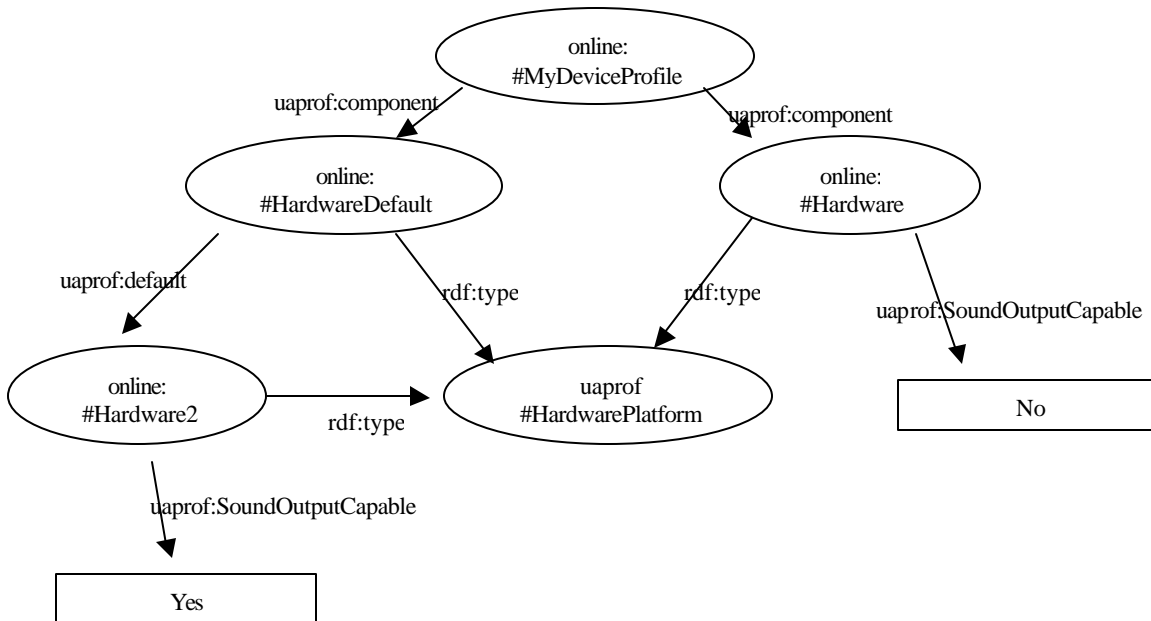 online:
#MyDeviceProfile
uaprof:component
uaprof:component
online:
#HardwareDefault
online:
#Hardware
uaprof:default
rdf:type
rdf:type
uaprof:SoundOutputCapable
online:
#Hardware2
uaprof
#HardwarePlatform
No
rdf:type
uaprof:SoundOutputCapable
Yes